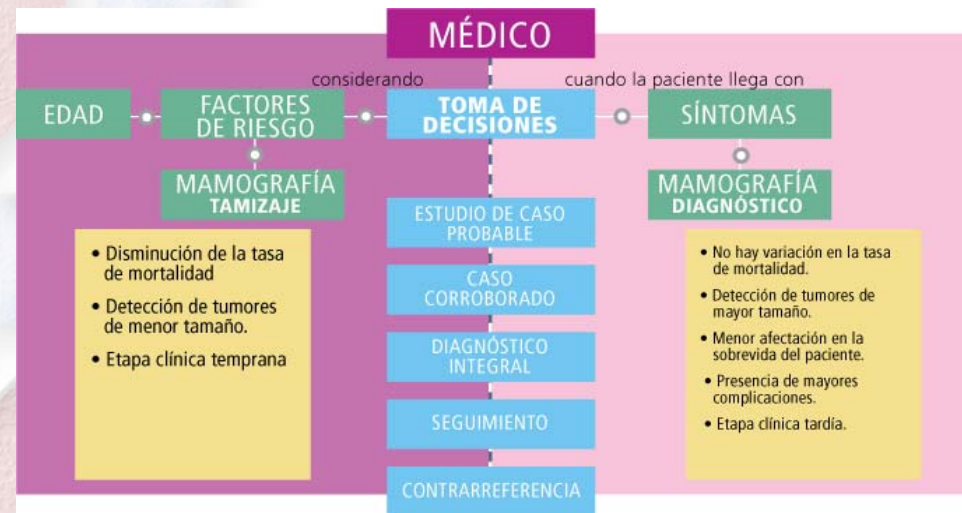 MÉDICO
considerando
cuando la paciente llega con
EDAD
FACTORES
DE RIESGO
TOMA DE
DECISIONES
SÍNTOMAS
MAMOGRAFÍA
TAMIZAJE
MAMOGRAFÍA
DIAGNÓSTICO
• Disminución de la tasa
de mortalidad
• Detección de tumores
de menor tamaño.
• Etapa clínica temprana
ESTUDIO DE CASO
PROBABLE
CASO
CORROBORADO
DIAGNÓSTICO
INTEGRAL
SEGUIMIENTO
CONTRARREFERENCIA
• No hay variación en la tasa
de mortalidad.
• Detección de tumores de
mayor tamaño.
• Menor afectación en la
sobrevida del paciente.
• Presencia de mayores
complicaciones.
• Etapa clínica tardía.